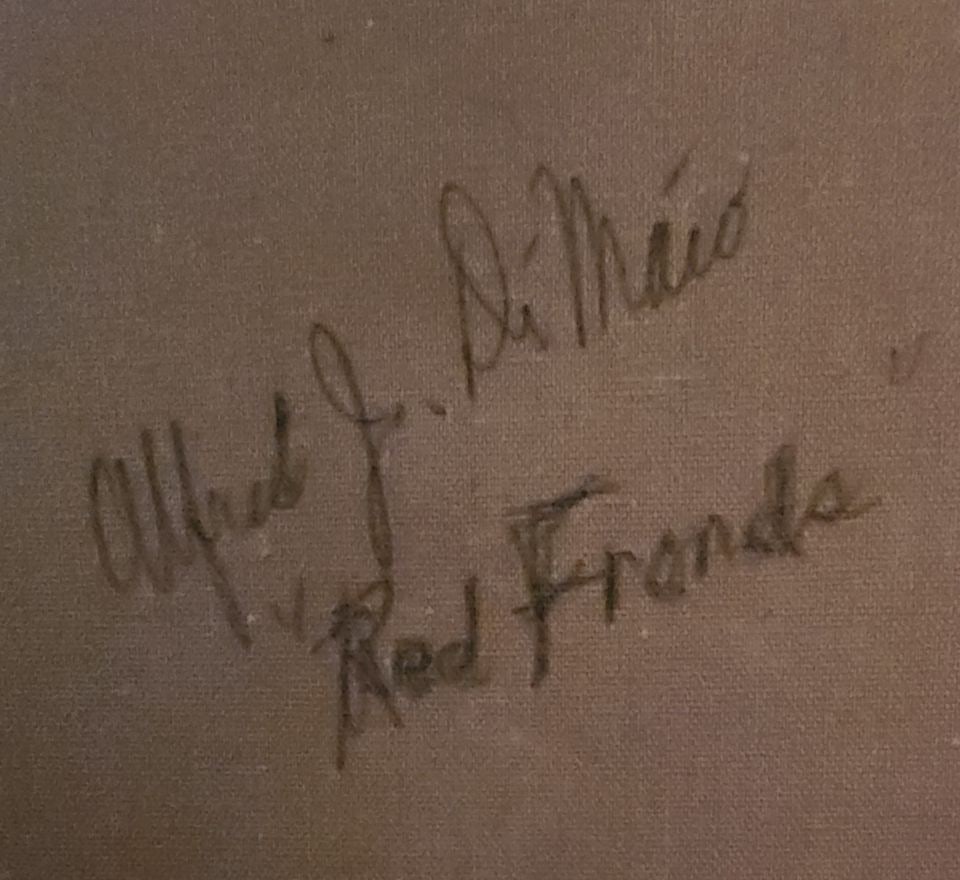 Alfred J. Di Maio
"Red Fronds"